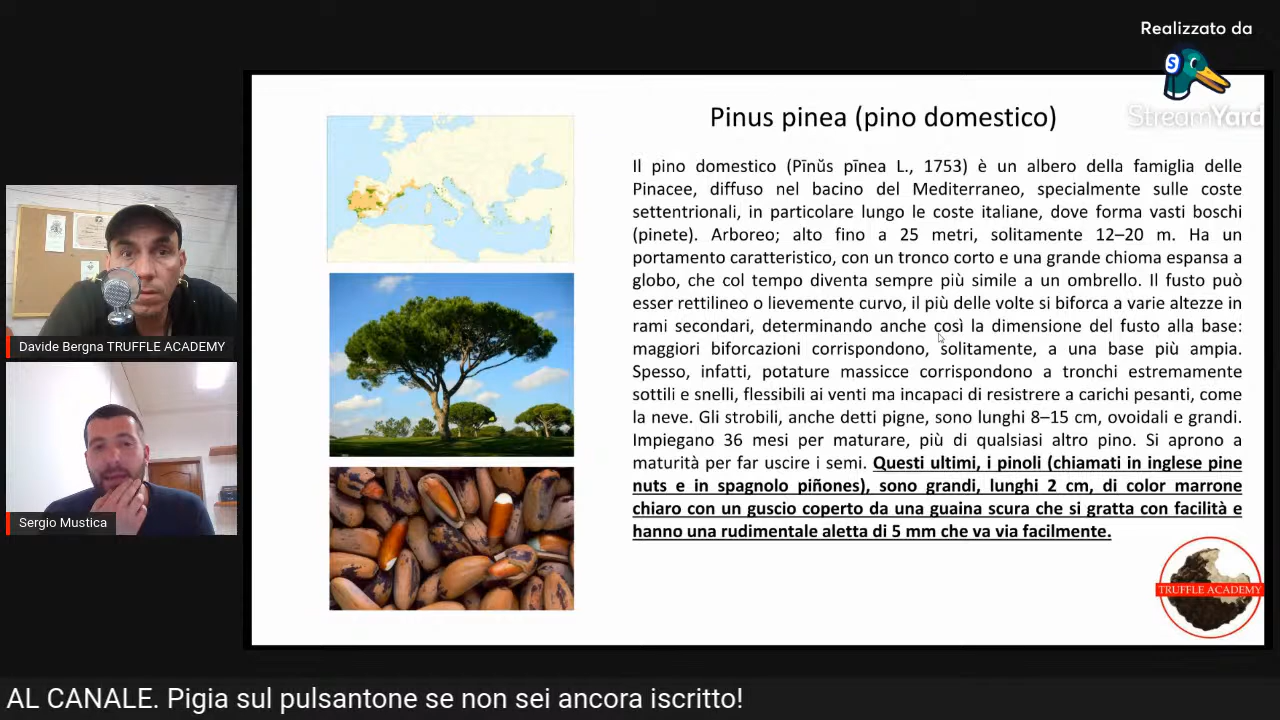 Realizzato da
StreamYard
Pinus pinea (pino domestico)
Il pino domestico (Pīnŭs pīnea L., 1753) è un albero della famiglia delle
Pinacee, diffuso nel bacino del Mediterraneo, specialmente sulle coste
settentrionali, in particolare lungo le coste italiane, dove forma vasti boschi
(pinete). Arboreo; alto fino a 25 metri, solitamente 12–20 m. Ha un
portamento caratteristico, con un tronco corto e una grande chioma espansa a
globo, che col tempo diventa sempre più simile a un ombrello. Il fusto può
esser rettilineo o lievemente curvo, il più delle volte si biforca a varie altezze in
rami secondari, determinando anche così la dimensione del fusto alla base:
maggiori biforcazioni corrispondono, solitamente, a una base più ampia.
Spesso, infatti, potature massicce corrispondono a tronchi estremamente
sottili e snelli, flessibili ai venti ma incapaci di resistrere a carichi pesanti, come
la neve. Gli strobili, anche detti pigne, sono lunghi 8–15 cm, ovoidali e grandi.
Impiegano 36 mesi per maturare, più di qualsiasi altro pino. Si aprono a
maturità per far uscire i semi. Questi ultimi, i pinoli (chiamati in inglese pine
nuts e in spagnolo piñones), sono grandi, lunghi 2 cm, di color marrone
chiaro con un guscio coperto da una guaina scura che si gratta con facilità e
hanno una rudimentale aletta di 5 mm che va via facilmente.
TRUFFLE ACADEMY
Davide Bergna TRUFFLE ACADEMY
Sergio Mustica
AL CANALE. Pigia sul pulsantone se non sei ancora iscritto!